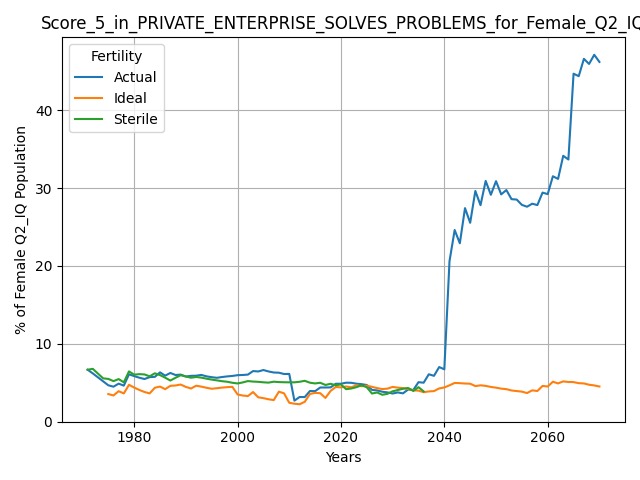 Score_5_in_PRIVATE_ENTERPRISE_SOLVES_PROBLEMS_for_Female_Q2_IQ
Fertility
Actual
Ideal
Sterile
% of Female Q2_IQ Population
40
30
20
10
0
1980 2000 2020 2040 2060
Years